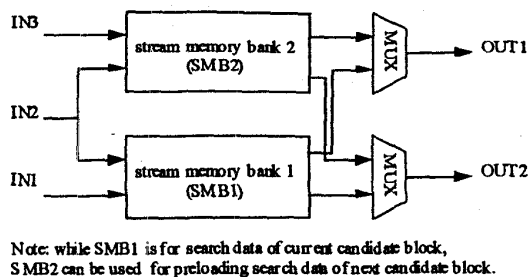 IN3
stream memory bank 2
(SMB2)
MUX
OUT1
IN2
IN1
stream memory bank 1
(SMB1)
MUX
OUT2
Note: while SMB1 is for search data of current candidate block,
SMB2 can be used for preloading search data of next candidate block.